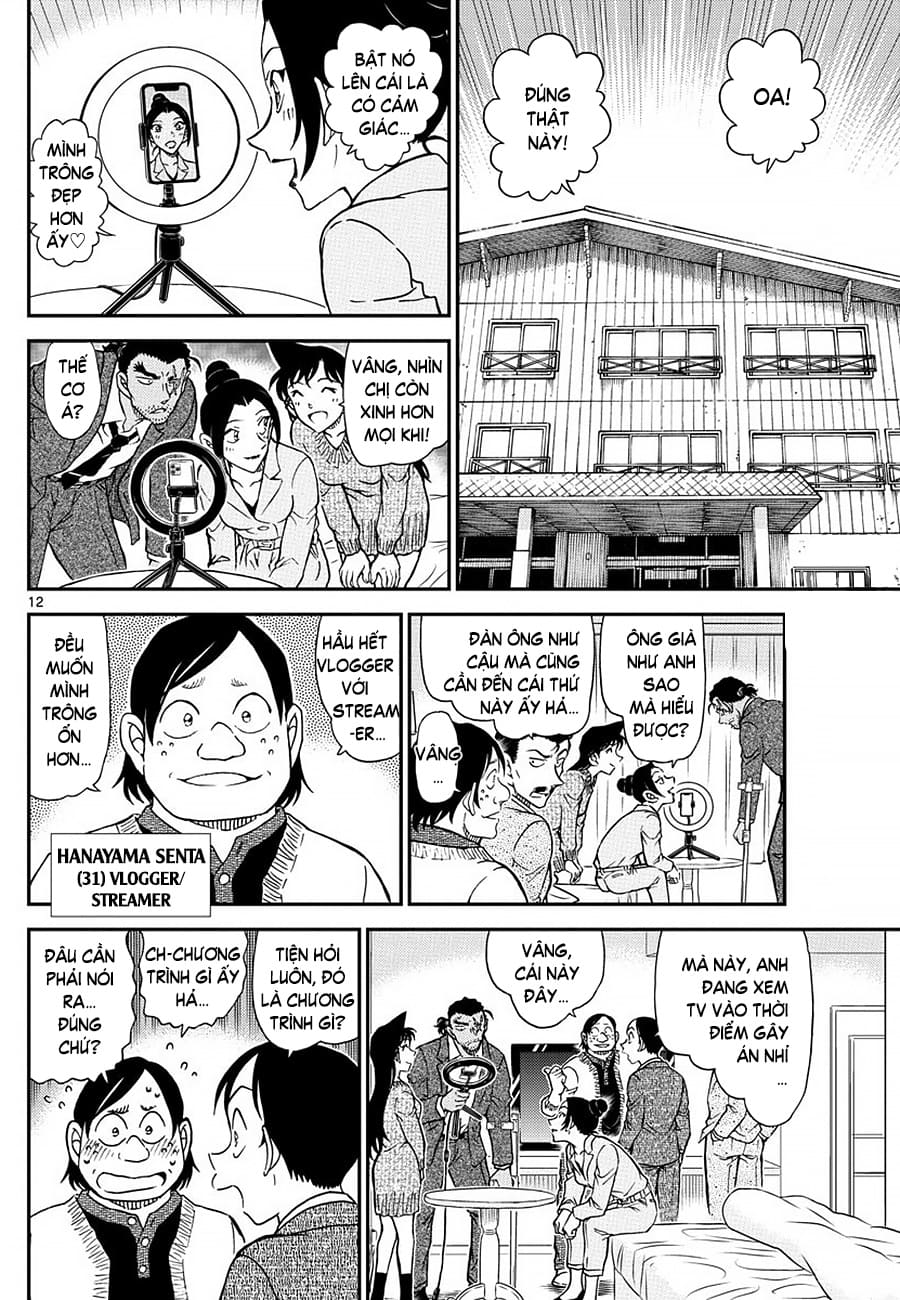 OA!
ĐÚNG
THẬT
NÀY!
BẬT NÓ
LÊN CÁI LÀ
CÓ CẢM
GIÁC...
MÌNH
TRÔNG
ĐẸP
HƠN
ẤY♡
VÂNG, NHÌN
CHỊ CÒN
XINH HƠN
MỌI KHI!
THẾ
CƠ
Á?
12
ÔNG GIÀ
NHƯ ANH
SAO
MÀ HIỂU
ĐƯỢC?
ĐÀN ÔNG NHƯ
CẬU MÀ CŨNG
CẦN ĐẾN CÁI THỨ
NÀY ẤY HẢ...
VÂNG
...
HẦU HẾT
VLOGGER
VỚI
STREAM
-ER...
ĐỀU
MUỐN
MÌNH
TRÔNG
ỔN
HƠN...
HANAYAMA SENTA
(31) VLOGGER/
STREAMER
MÀ NÀY, ANH
ĐANG XEM
TV VÀO THỜI
ĐIỂM GÂY
ÁN NHỈ
...
VÂNG,
CÁI NÀY
ĐÂY...
TIỆN HỎI
LUÔN, ĐÓ
LÀ CHƯƠNG
TRÌNH GÌ?
CH-CHƯƠNG
TRÌNH GÌ ẤY
HẢ...
ĐÂU CẦN
PHẢI NÓI
RA...
ĐÚNG
CHỨ?